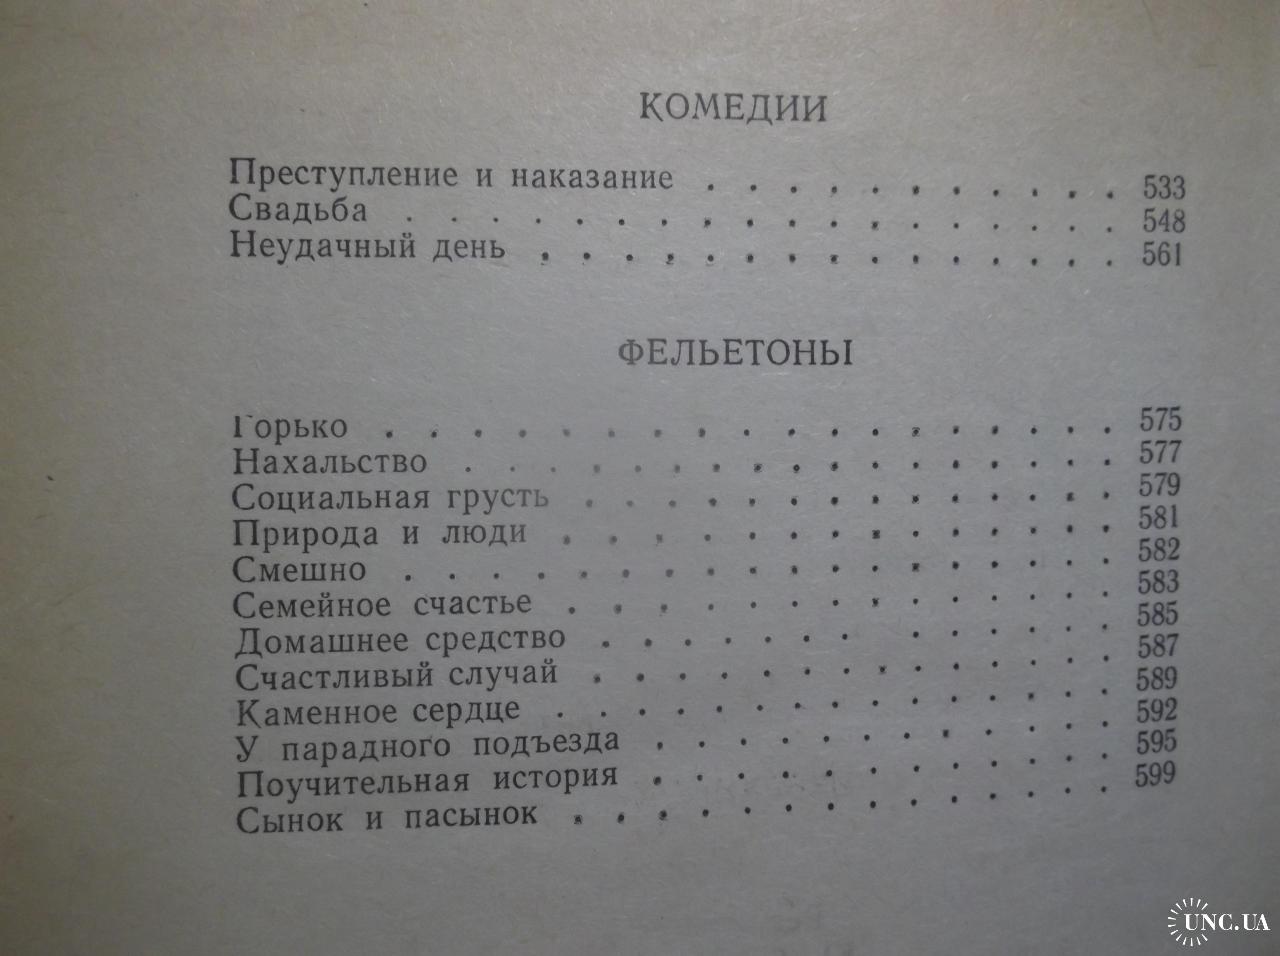 КОМЕДИИ
Преступление и наказание . . . . . . . . . . . 533
Свадьба . . . . . . . . . . . . . . . . . 548
Неудачный день . . . . . . . . . . . . . . 561
ФЕЛЬЕТОНЫ
Горько . . . . . . . . . . . . . . . . . 575
Нахальство . . . . . . . . . . . . . . . . 577
Социальная грусть . . . . . . . . . . . . . 579
Природа и люди . . . . . . . . . . . . . . 581
Смешно . . . . . . . . . . . . . . . . . 582
Семейное счастье . . . . . . . . . . . . . 583
Домашнее средство . . . . . . . . . . . . 585
Счастливый случай . . . . . . . . . . . . . 587
Каменное сердце . . . . . . . . . . . . . . 589
У парадного подъезда . . . . . . . . . . . 592
Поучительная история . . . . . . . . . . . 595
Сынок и пасынок . . . . . . . . . . . . . 599
UNC.UA